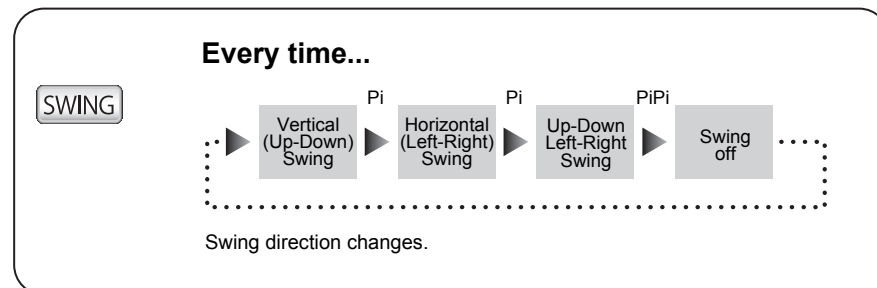 Every time...
SWING
Pi
Pi
PiPi
Vertical
(Up-Down)
Swing
Horizontal
(Left-Right)
Swing
Up-Down
Left-Right
Swing
Swing
off
Swing direction changes.